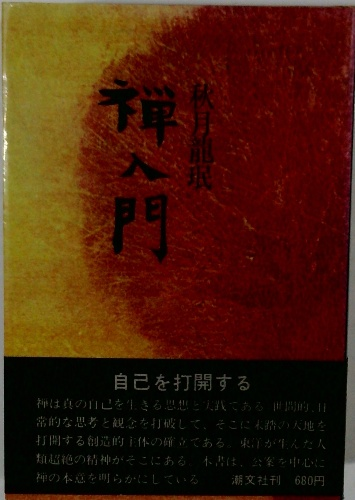 禅入門
秋月龍珉
自己を打開する
禅は真の自己を生きる思想と実践である 世間的、日
常的な思考と観念を打破して、そこに未踏の大地を
打開する創造的主体の確立である。東洋が生んだ人
類超絶の精神がそこにある。本書は、公案を中心に
禅の本意を明らかにしている
潮文社刊 680円